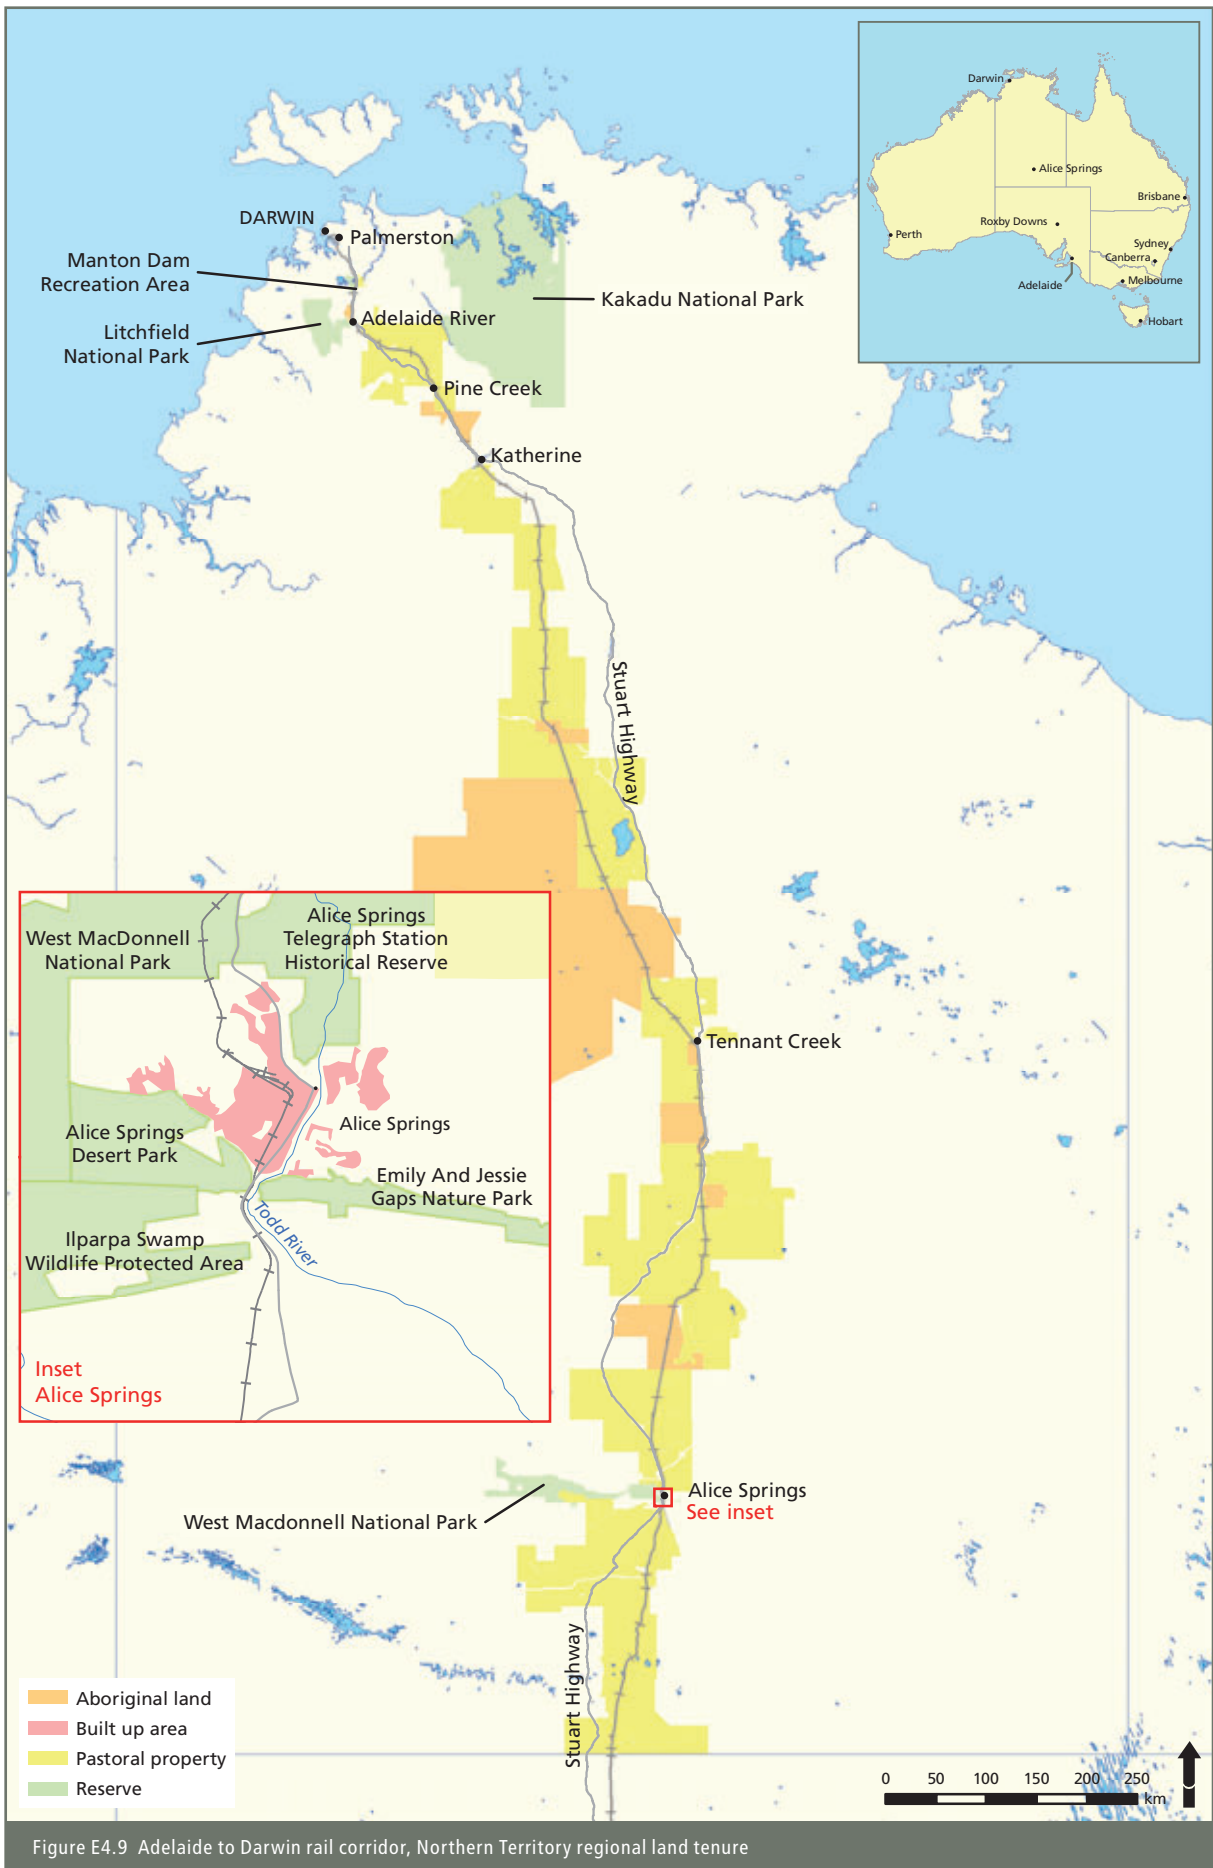 Darwin
Alice Springs
Brisbane
Roxby Downs
Perth
Sydney
Canberra
Adelaide
Melbourne
Hobart
DARWIN
Palmerston
Manton Dam
Recreation Area
Kakadu National Park
Adelaide River
Litchfield
National Park
Pine Creek
Katherine
Stuart Highway
Alice Springs
Telegraph Station
Historical Reserve
West MacDonnell
National Park
Tennant Creek
Alice Springs
Alice Springs
Desert Park
Emily And Jessie
Gaps Nature Park
Todd River
Ilparpa Swamp
Wildlife Protected Area
Inset
Alice Springs
Alice Springs
See inset
West Macdonnell National Park
Stuart Highway
Aboriginal land
Built up area
Pastoral property
Reserve
0 50 100 150 200 250
km
Figure E4.9 Adelaide to Darwin rail corridor, Northern Territory regional land tenure